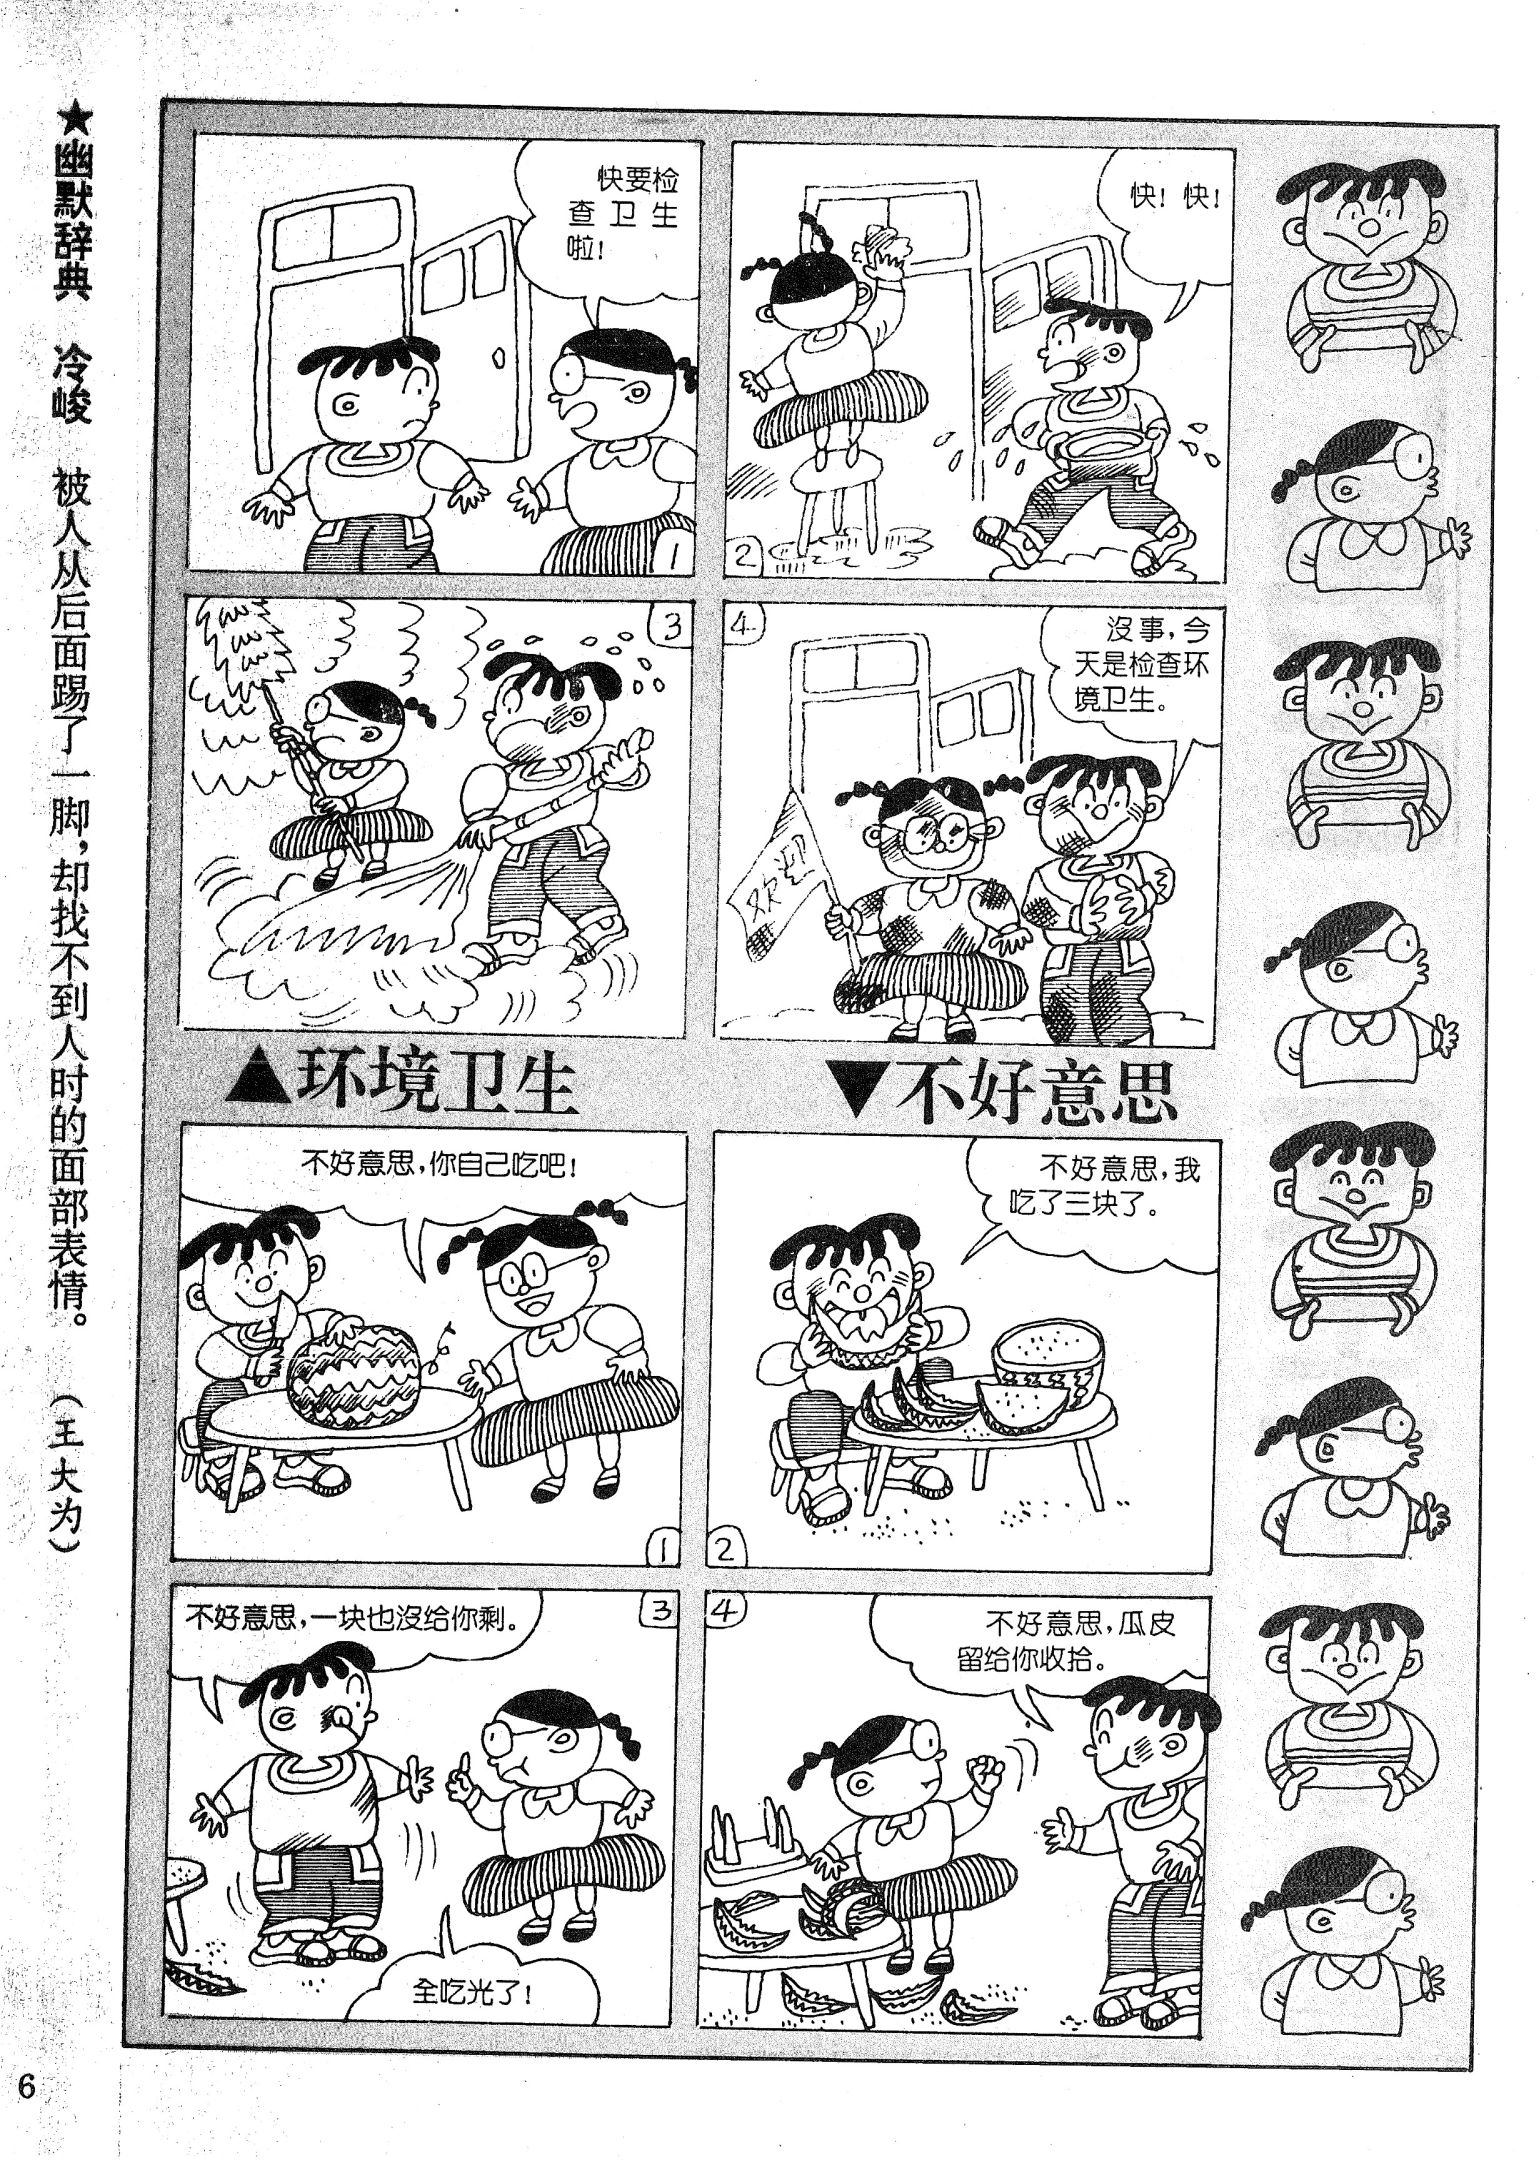 ★幽默辞典　冷峻　被人从后面踢了一脚，却找不到人时的面部表情。　（王大为）
快要检
查卫生
啦！
1
快！快！
2
3
4
沒事，今
天是检查环
境卫生。
欢迎
▲环境卫生
▼不好意思
不好意思，你自己吃吧！
1
不好意思，我
吃了三块了。
2
不好意思，一块也沒给你剩。
3
全吃光了！
4
不好意思，瓜皮
留给你收拾。
6